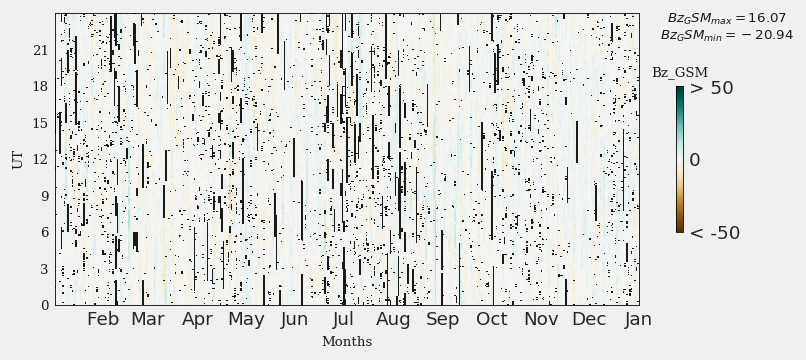 Bz_GSM_max = 16.07
Bz_GSM_min = −20.94
Bz_GSM
> 50
0
< -50
21
18
15
12
9
6
3
0
UT
Feb Mar Apr May Jun Jul Aug Sep Oct Nov Dec Jan
Months